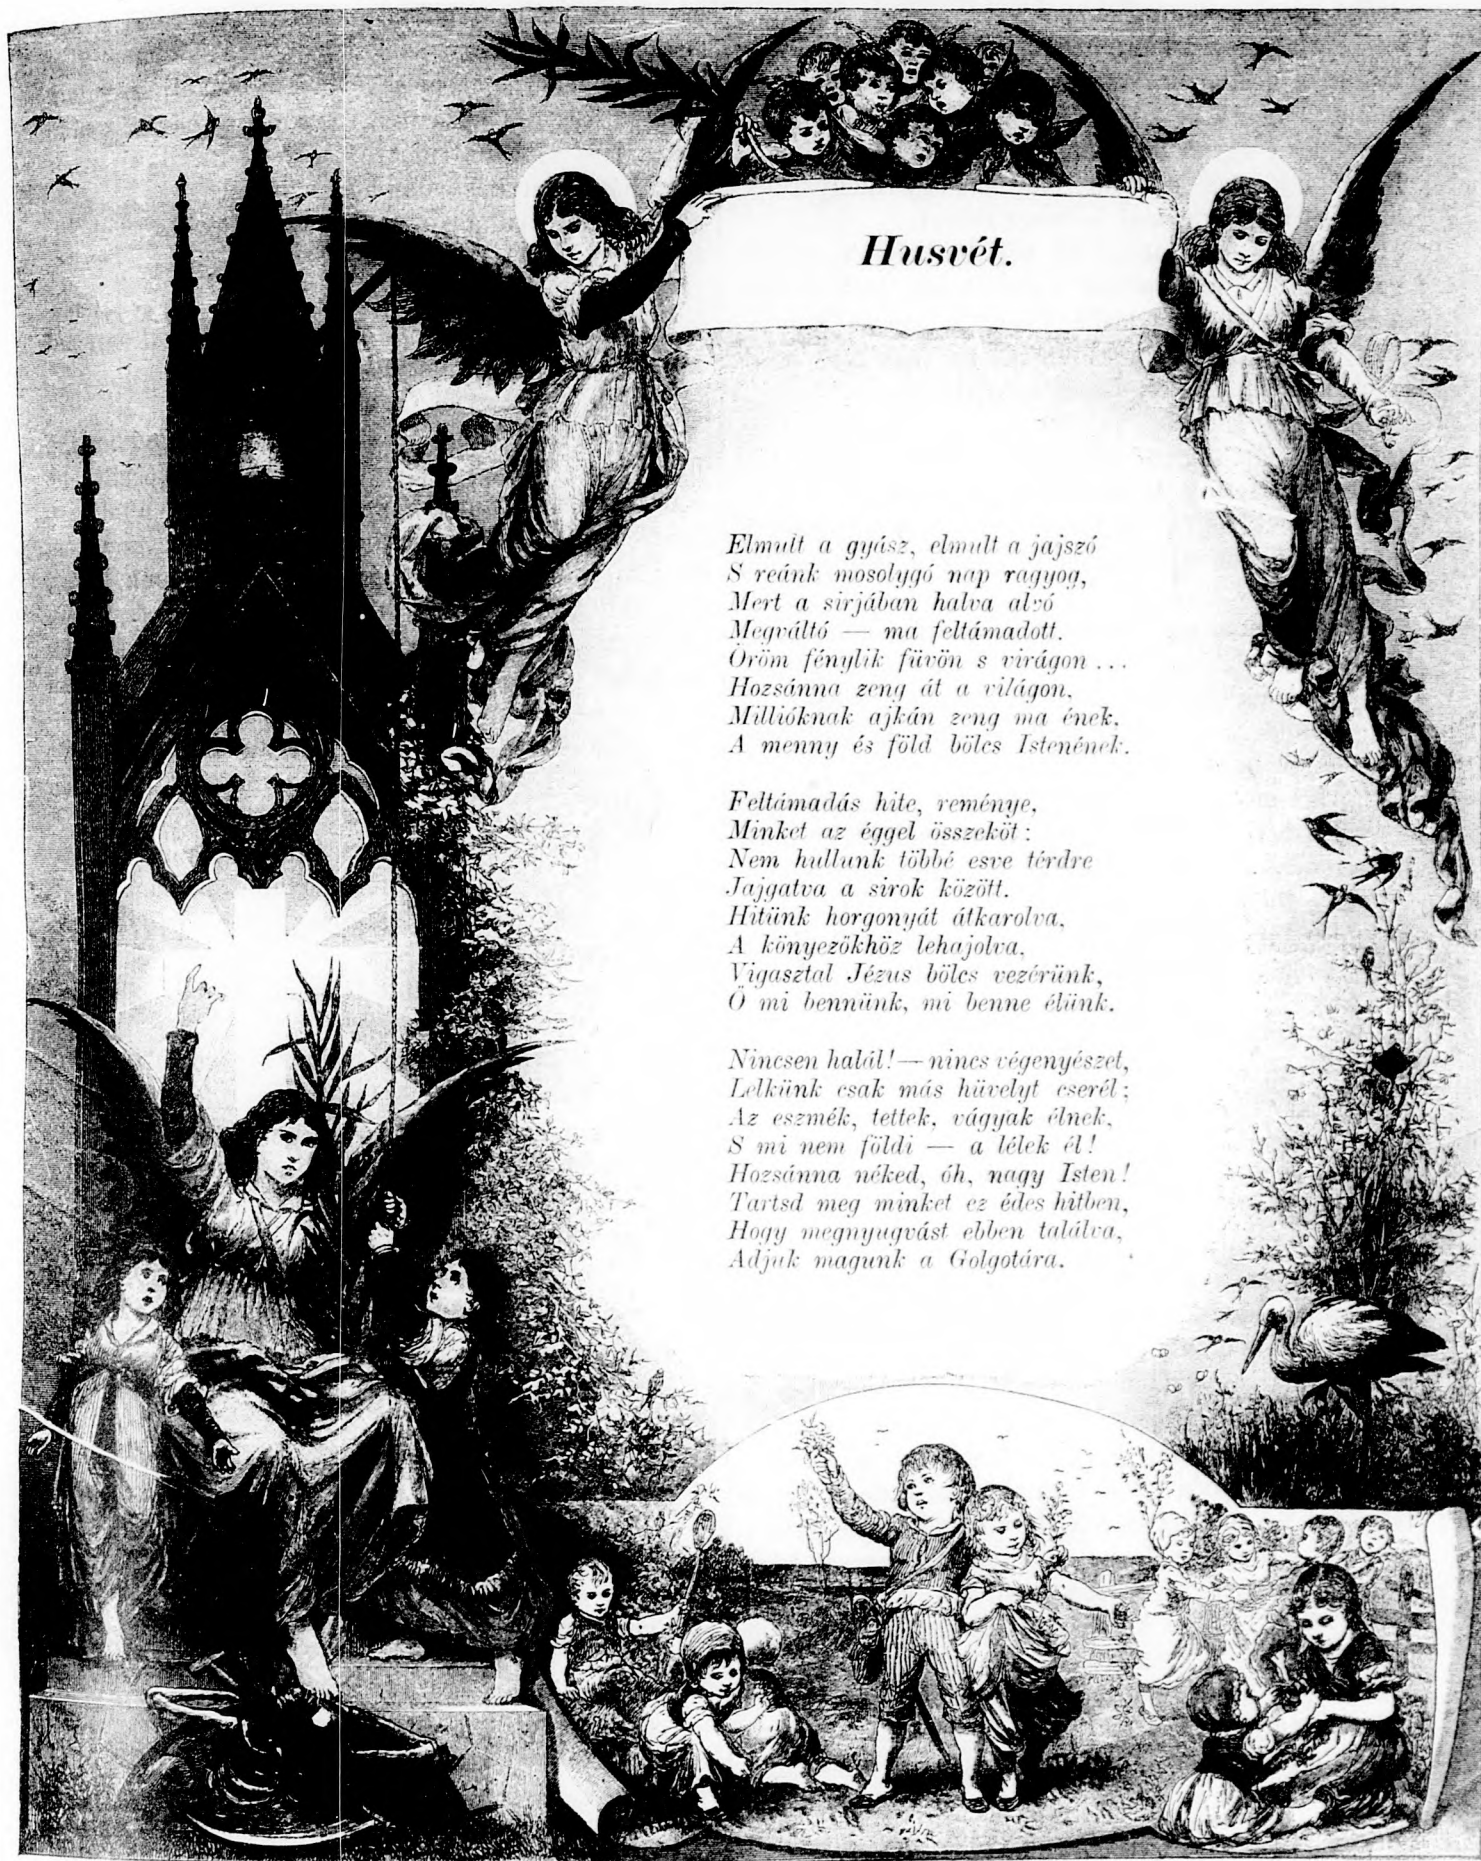 Husvét.
Elmult a gyász, elmult a jajszó
S reánk mosolygó nap ragyog,
Mert a sirjában halva alvó
Megváltó — ma feltámadott.
Öröm fénylik füvön s virágon ...
Hozsánna zeng át a világon,
Millióknak ajkán zeng ma ének,
A menny és föld bölcs Istenének.
Feltámadás hite, reménye,
Minket az éggel összeköt :
Nem hullunk többé esve térdre
Jajgatva a sirok között.
Hitünk horgonyát átkarolva,
A könyezökhöz lehajolva,
Vigasztal Jézus bölcs vezérünk,
Ö mi bennünk, mi benne élünk.
Nincsen halál! — nincs végenyészet,
Lelkünk csak más hüvelyt cserél ;
Az eszmék, tettek, vágyak élnek,
S mi nem földi — a lélek él!
Hozsánna néked, óh, nagy Isten!
Tartsd meg minket ez édes hitben,
Hogy megnyugvást ebben találva,
Adjuk magunk a Golgotára.